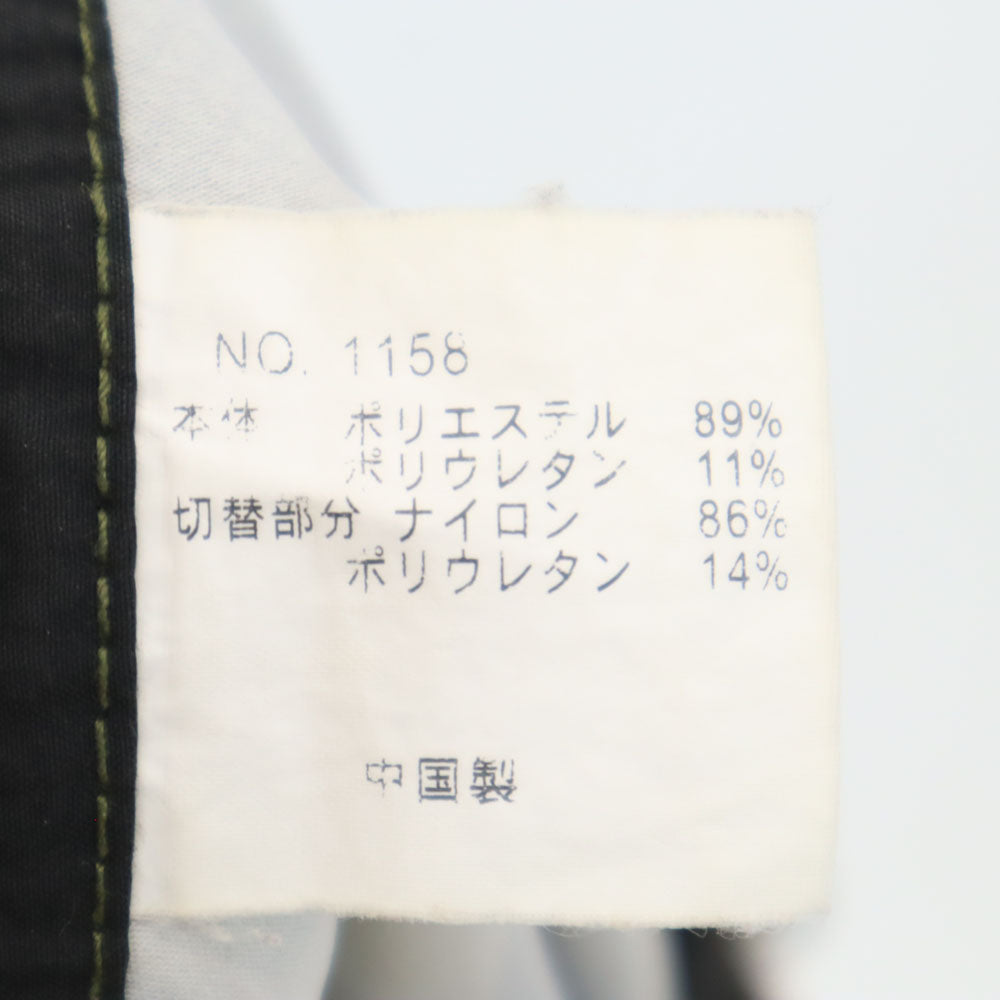 NO. 1158
本体 ポリエステル 89%
ポリウレタン 11%
切替部分 ナイロン 86%
ポリウレタン 14%
中国製